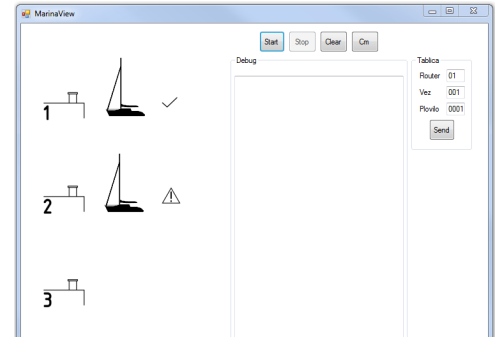 MarinaView
Start Stop Clear Cm
Debug
Tablica
Router 01
Vez 001
Plovilo 0001
Send
1
2
3